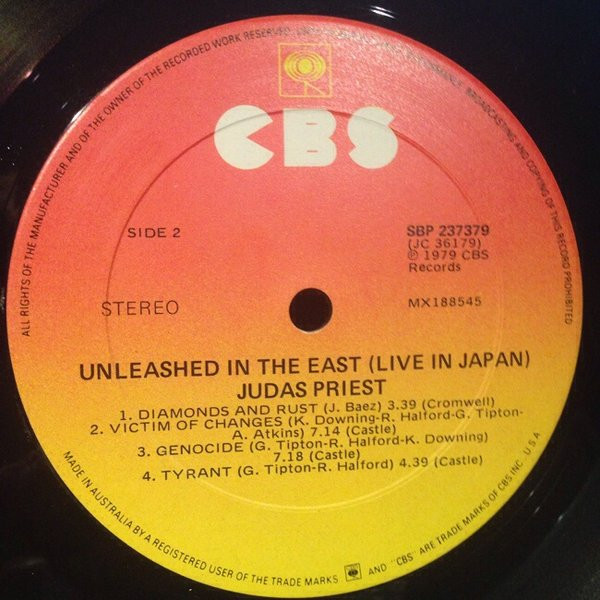 ALL RIGHTS OF THE MANUFACTURER AND OF THE OWNER OF THE RECORDED WORK RESERVED.
BROADCASTING AND COPYING OF THIS RECORD PROHIBITED
CBS
SIDE 2
SBP 237379
(JC 36179)
℗ 1979 CBS
Records
STEREO
MX188545
UNLEASHED IN THE EAST (LIVE IN JAPAN)
JUDAS PRIEST
1. DIAMONDS AND RUST (J. Baez) 3.39 (Cromwell)
2. VICTIM OF CHANGES (K. Downing-R. Halford-G. Tipton-
A. Atkins) 7.14 (Castle)
3. GENOCIDE (G. Tipton-R. Halford-K. Downing)
7.18 (Castle)
4. TYRANT (G. Tipton-R. Halford) 4.39 (Castle)
MADE IN AUSTRALIA BY A REGISTERED USER OF THE TRADE MARKS AND "CBS" ARE TRADE MARKS OF CBS INC. U S A